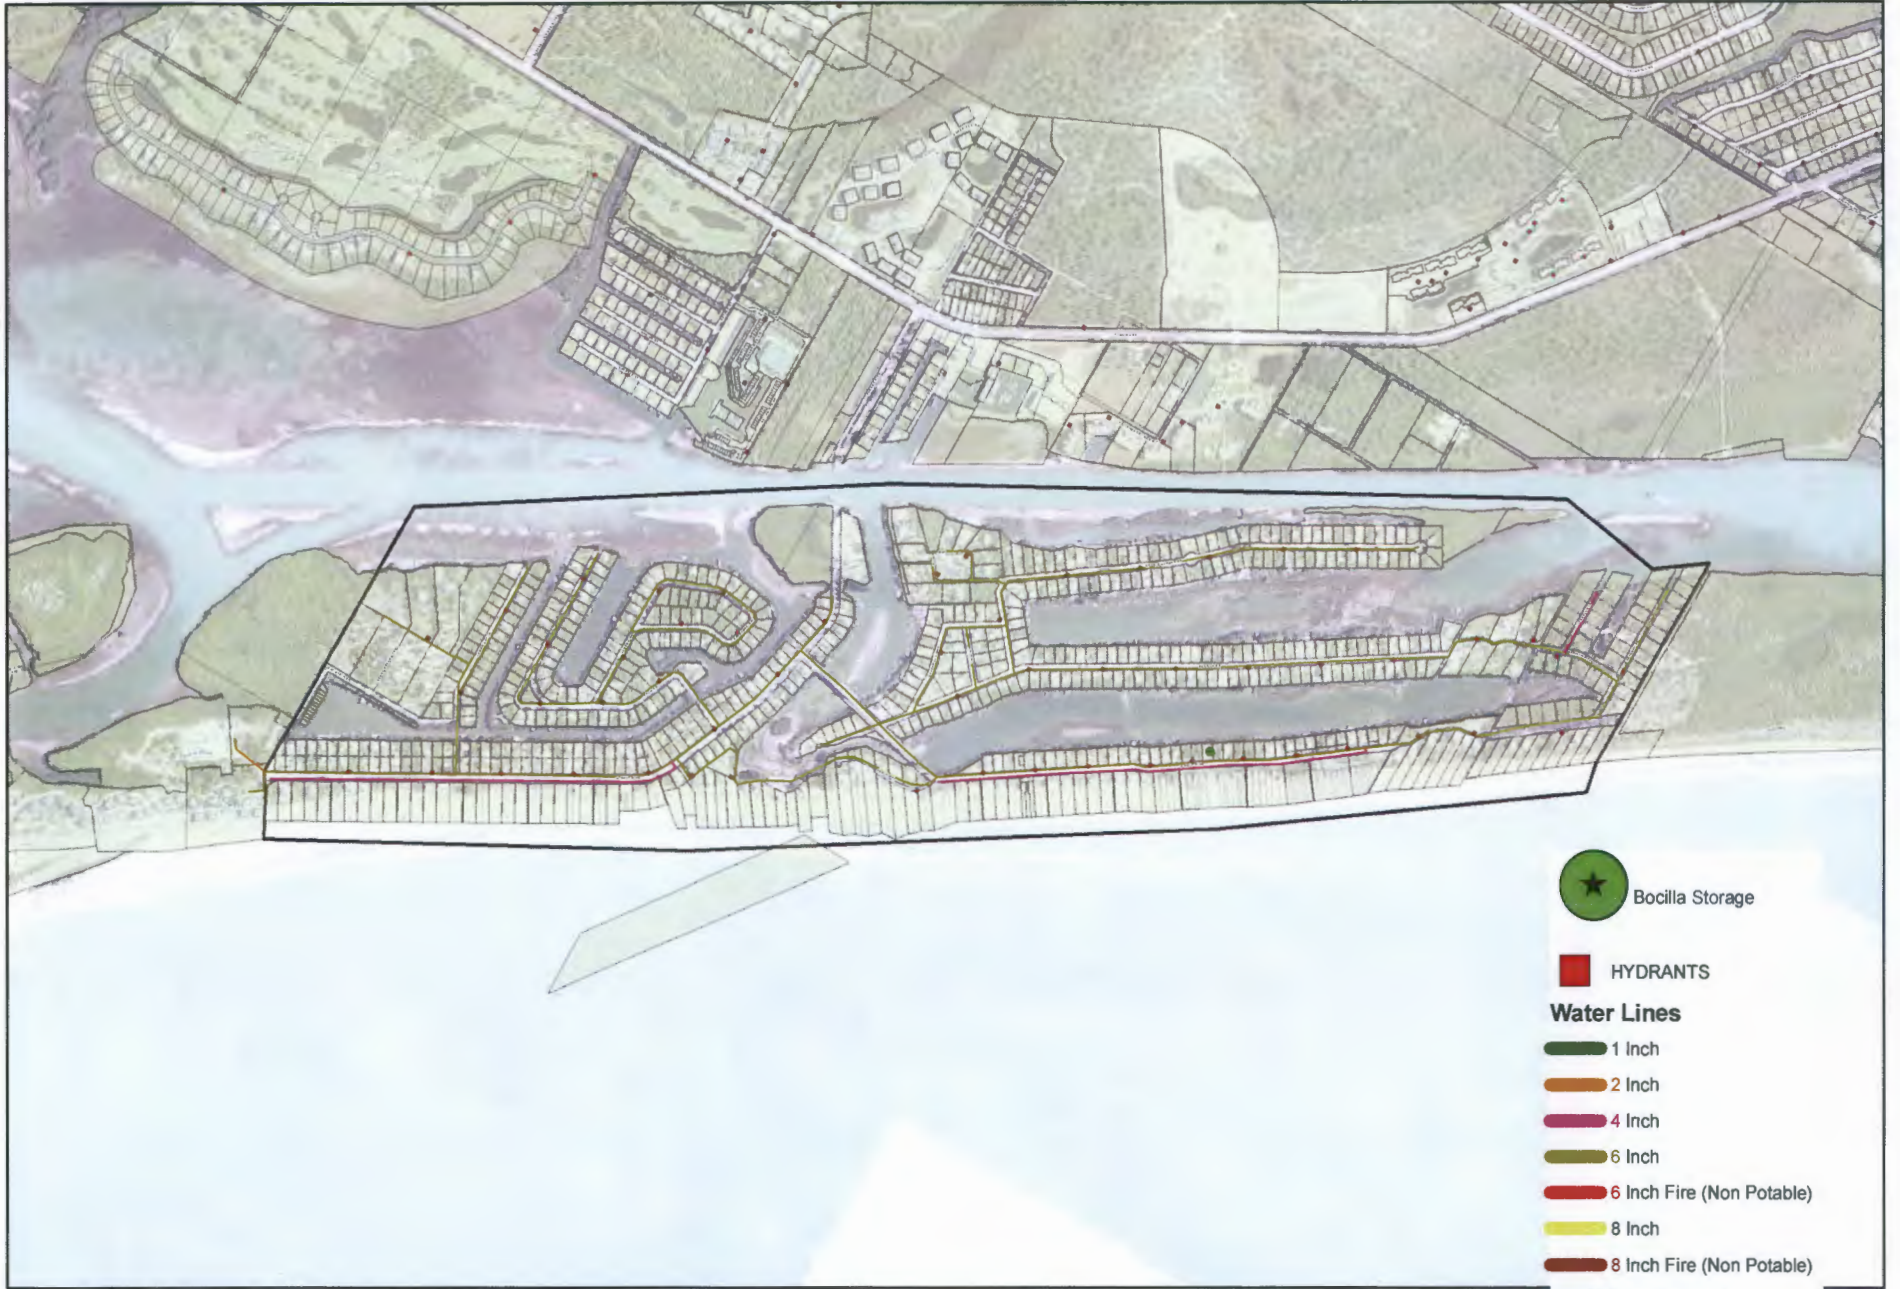 Bocilla Storage
HYDRANTS
Water Lines
1 Inch
2 Inch
4 Inch
6 Inch
6 Inch Fire (Non Potable)
8 Inch
8 Inch Fire (Non Potable)